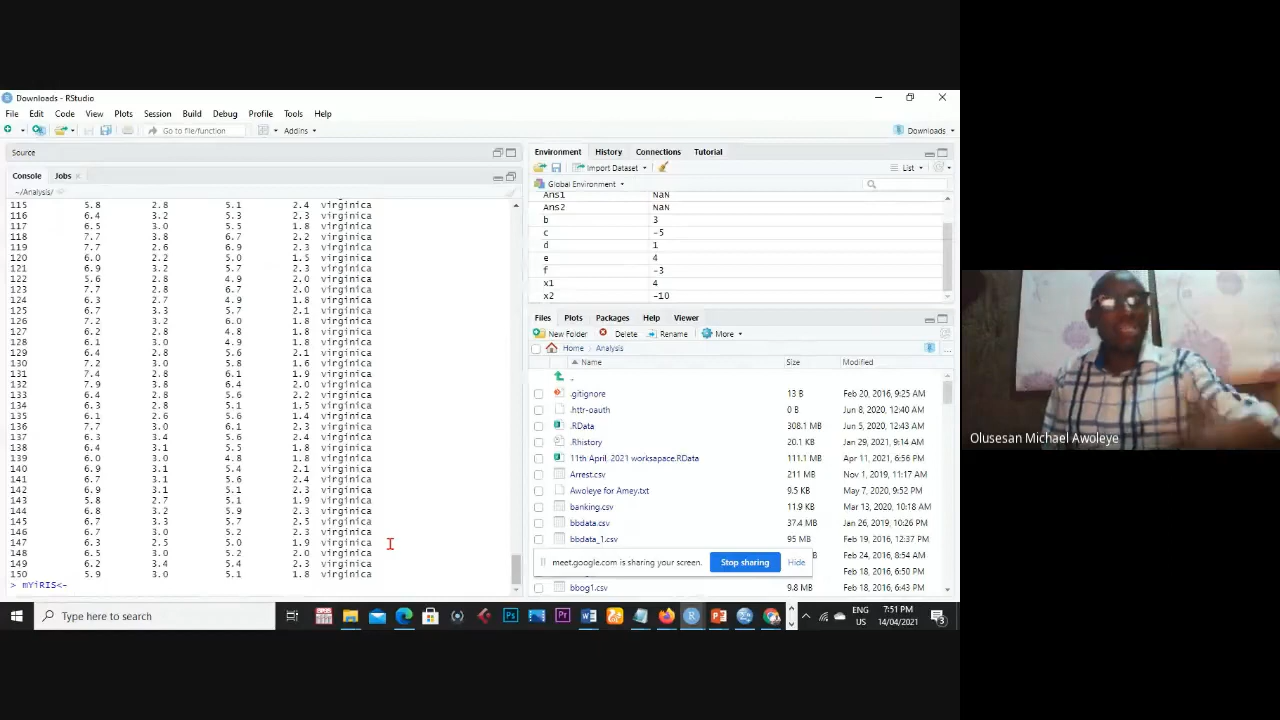 Downloads - RStudio
File Edit Code View Plots Session Build Debug Profile Tools Help
Go to file/function Addins Downloads
Source
Console Jobs
~/Analysis/
115 5.8 2.8 5.1 2.4 virginica
116 6.4 3.2 5.3 2.3 virginica
117 6.5 3.0 5.5 1.8 virginica
118 7.7 3.8 6.7 2.2 virginica
119 7.7 2.6 6.9 2.3 virginica
120 6.0 2.2 5.0 1.5 virginica
121 6.9 3.2 5.7 2.3 virginica
122 5.6 2.8 4.9 2.0 virginica
123 7.7 2.8 6.7 2.0 virginica
124 6.3 2.7 4.9 1.8 virginica
125 6.7 3.3 5.7 2.1 virginica
126 7.2 3.2 6.0 1.8 virginica
127 6.2 2.8 4.8 1.8 virginica
128 6.1 3.0 4.9 1.8 virginica
129 6.4 2.8 5.6 2.1 virginica
130 7.2 3.0 5.8 1.6 virginica
131 7.4 2.8 6.1 1.9 virginica
132 7.9 3.8 6.4 2.0 virginica
133 6.4 2.8 5.6 2.2 virginica
134 6.3 2.8 5.1 1.5 virginica
135 6.1 2.6 5.6 1.4 virginica
136 7.7 3.0 6.1 2.3 virginica
137 6.3 3.4 5.6 2.4 virginica
138 6.4 3.1 5.5 1.8 virginica
139 6.0 3.0 4.8 1.8 virginica
140 6.9 3.1 5.4 2.1 virginica
141 6.7 3.1 5.6 2.4 virginica
142 6.9 3.1 5.1 2.3 virginica
143 5.8 2.7 5.1 1.9 virginica
144 6.8 3.2 5.9 2.3 virginica
145 6.7 3.3 5.7 2.5 virginica
146 6.7 3.0 5.2 2.3 virginica
147 6.3 2.5 5.0 1.9 virginica
148 6.5 3.0 5.2 2.0 virginica
149 6.2 3.4 5.4 2.3 virginica
150 5.9 3.0 5.1 1.8 virginica
> mYiRIS<-
Environment History Connections Tutorial
Import Dataset List
Global Environment
Ans1 NaN
Ans2 NaN
b 3
c -5
d 1
e 4
f -3
x1 4
x2 -10
Files Plots Packages Help Viewer
New Folder Delete Rename More
Home Analysis
Name Size Modified
..
.gitignore 13 B Feb 20, 2016, 9:25 AM
.httr-oauth 0 B Jun 8, 2020, 12:40 AM
.RData 308.1 MB Jun 5, 2020, 12:43 AM
.Rhistory 20.1 KB Jan 29, 2021, 9:14 AM
11th April. 2021 worksapace.RData 111.1 MB Apr 11, 2021, 6:56 PM
Arrest.csv 211 MB Nov 1, 2019, 11:17 AM
Awoleye for Amey.txt 9.5 KB May 7, 2020, 9:52 PM
banking.csv 11.9 KB Mar 13, 2020, 10:18 AM
bbdata.csv 37.4 MB Jan 26, 2019, 10:26 PM
bbdata_1.csv 95 MB Feb 19, 2016, 12:37 PM
Feb 24, 2016, 8:54 AM
Feb 18, 2016, 6:50 PM
bbog1.csv 9.8 MB Feb 18, 2016, 6:43 PM
meet.google.com is sharing your screen. Stop sharing Hide
Olusesan Michael Awoleye
Type here to search
ENG
US
7:51 PM
14/04/2021
3